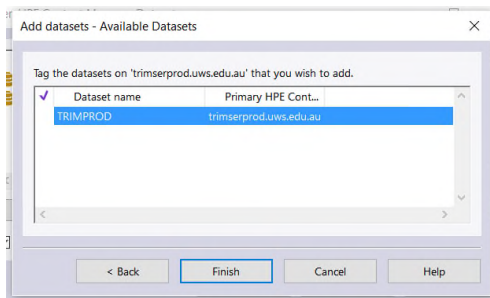 Add datasets - Available Datasets
Tag the datasets on 'trimserprod.uws.edu.au' that you wish to add.
Dataset name Primary HPE Cont...
TRIMPROD trimserprod.uws.edu.au
< Back Finish Cancel Help